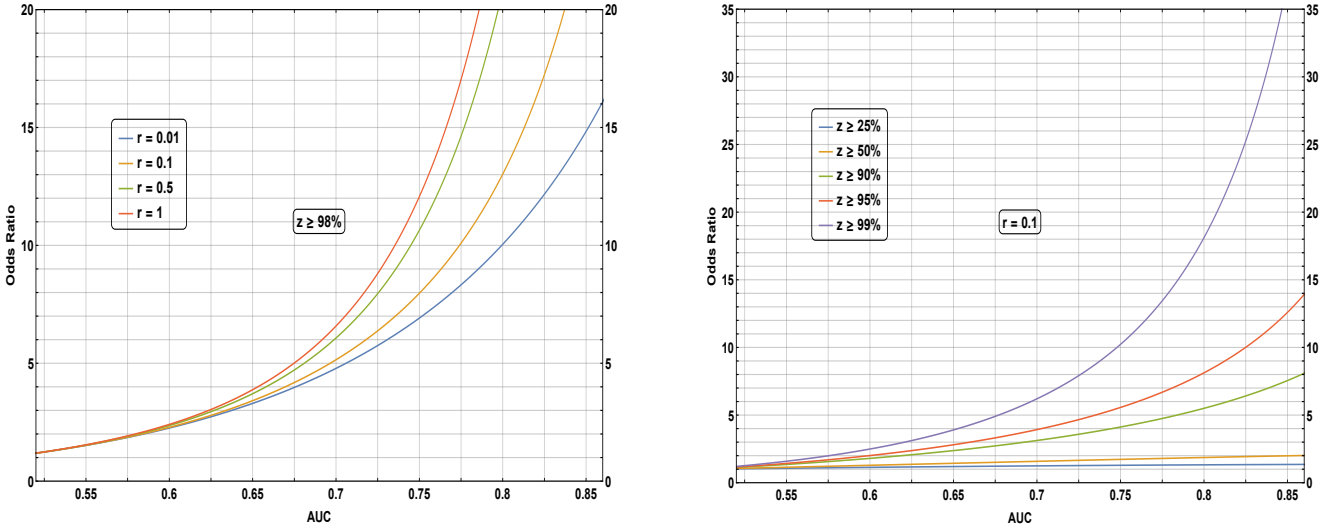 20
15
10
5
0
20
15
10
5
0
Odds Ratio
r = 0.01
r = 0.1
r = 0.5
r = 1
z ≥ 98%
0.55 0.6 0.65 0.7 0.75 0.8 0.85
AUC
35
30
25
20
15
10
5
0
35
30
25
20
15
10
5
0
Odds Ratio
z ≥ 25%
z ≥ 50%
z ≥ 90%
z ≥ 95%
z ≥ 99%
r = 0.1
0.55 0.6 0.65 0.7 0.75 0.8 0.85
AUC